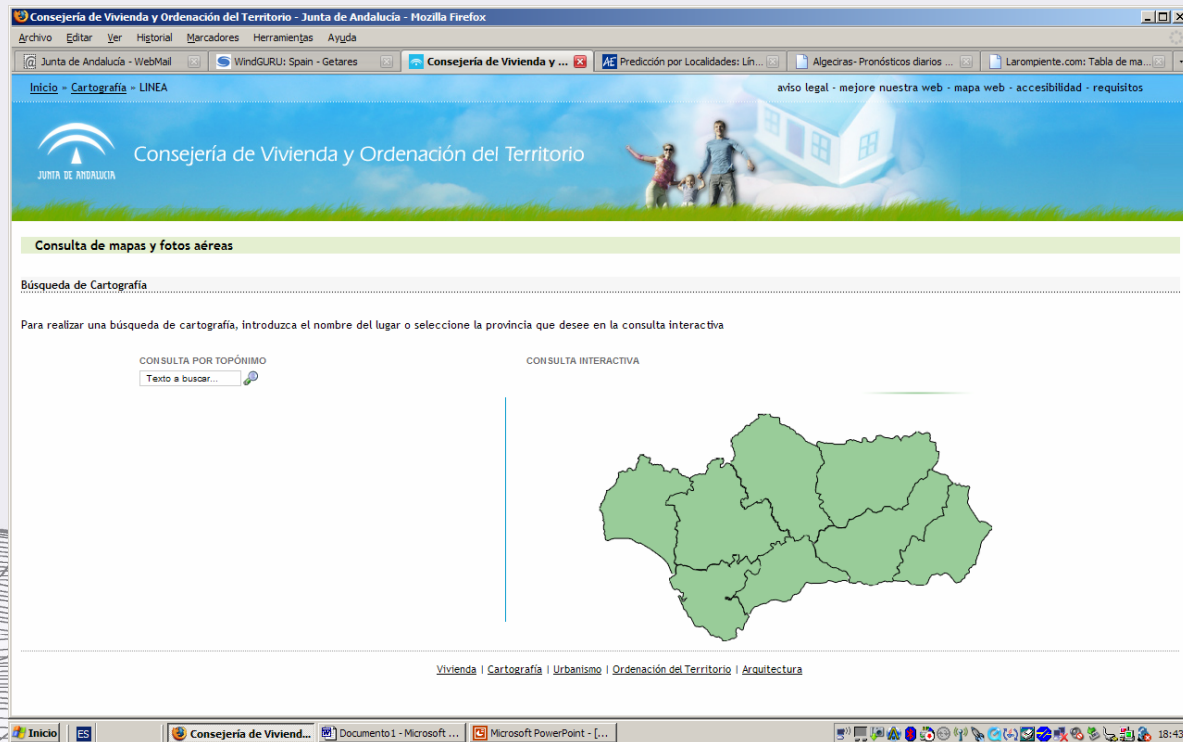 Consejería de Vivienda y Ordenación del Territorio - Junta de Andalucía - Mozilla Firefox
Archivo Editar Ver Historial Marcadores Herramientas Ayuda
Junta de Andalucía - WebMail WindGURU: Spain - Getares Consejería de Vivienda y ... Predicción por Localidades: Lín... Algeciras- Pronósticos diarios ... Larompiente.com: Tabla de ma...
Inicio » Cartografía » LINEA aviso legal - mejore nuestra web - mapa web - accesibilidad - requisitos
JUNTA DE ANDALUCIA
Consejería de Vivienda y Ordenación del Territorio
Consulta de mapas y fotos aéreas
Búsqueda de Cartografía
Para realizar una búsqueda de cartografía, introduzca el nombre del lugar o seleccione la provincia que desee en la consulta interactiva
CONSULTA POR TOPÓNIMO CONSULTA INTERACTIVA
Texto a buscar...
Vivienda | Cartografía | Urbanismo | Ordenación del Territorio | Arquitectura
Inicio ES Consejería de Viviend... Documento1 - Microsoft ... Microsoft PowerPoint - [... 18:43